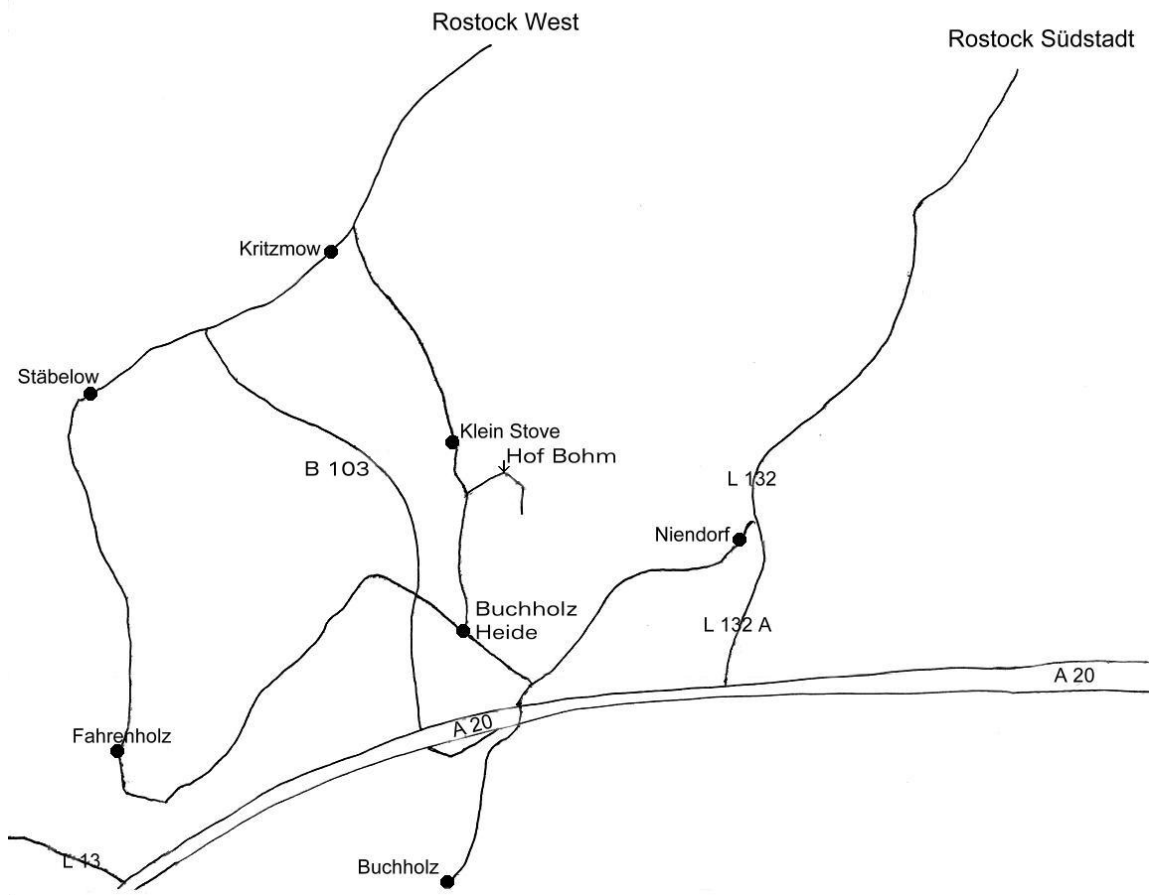 Rostock West
Rostock Südstadt
Kritzmow
Stäbelow
Klein Stove
Hof Bohm
B 103
L 132
Niendorf
Buchholz
Heide
L 132 A
A 20
A 20
Fahrenholz
L 13
Buchholz